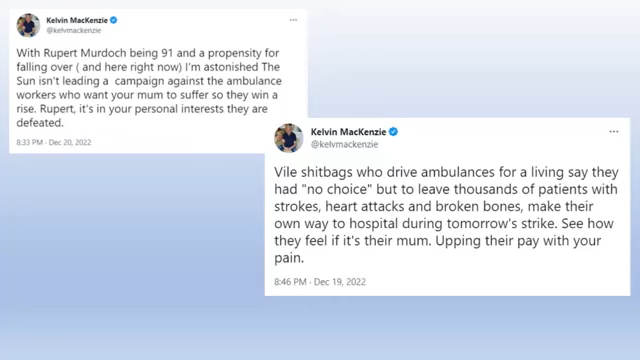 Kelvin MacKenzie
@kelvmackenzie
With Rupert Murdoch being 91 and a propensity for
falling over ( and here right now) I'm astonished The
Sun isn't leading a campaign against the ambulance
workers who want your mum to suffer so they win a
rise. Rupert, it's in your personal interests they are
defeated.
8:33 PM · Dec 20, 2022
Kelvin MacKenzie
@kelvmackenzie
Vile shitbags who drive ambulances for a living say they
had "no choice" but to leave thousands of patients with
strokes, heart attacks and broken bones, make their
own way to hospital during tomorrow's strike. See how
they feel if it's their mum. Upping their pay with your
pain.
8:46 PM · Dec 19, 2022